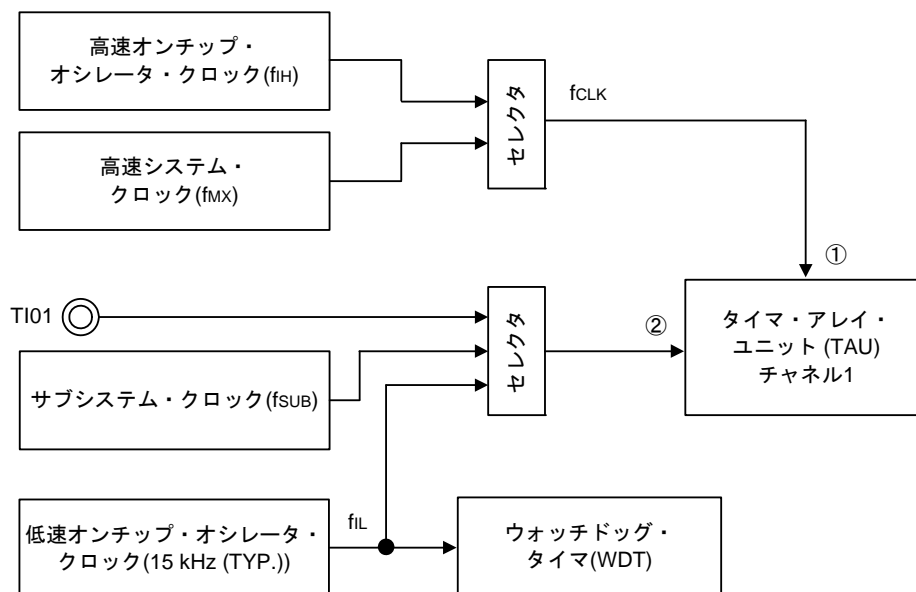 高速オンチップ・
オシレータ・クロック(fIH)
セレクタ
fCLK
高速システム・
クロック(fMX)
①
TI01
セレクタ
②
タイマ・アレイ・
ユニット (TAU)
チャネル1
サブシステム・クロック(fSUB)
低速オンチップ・オシレータ・
クロック(15 kHz (TYP.))
fIL
ウォッチドッグ・
タイマ(WDT)